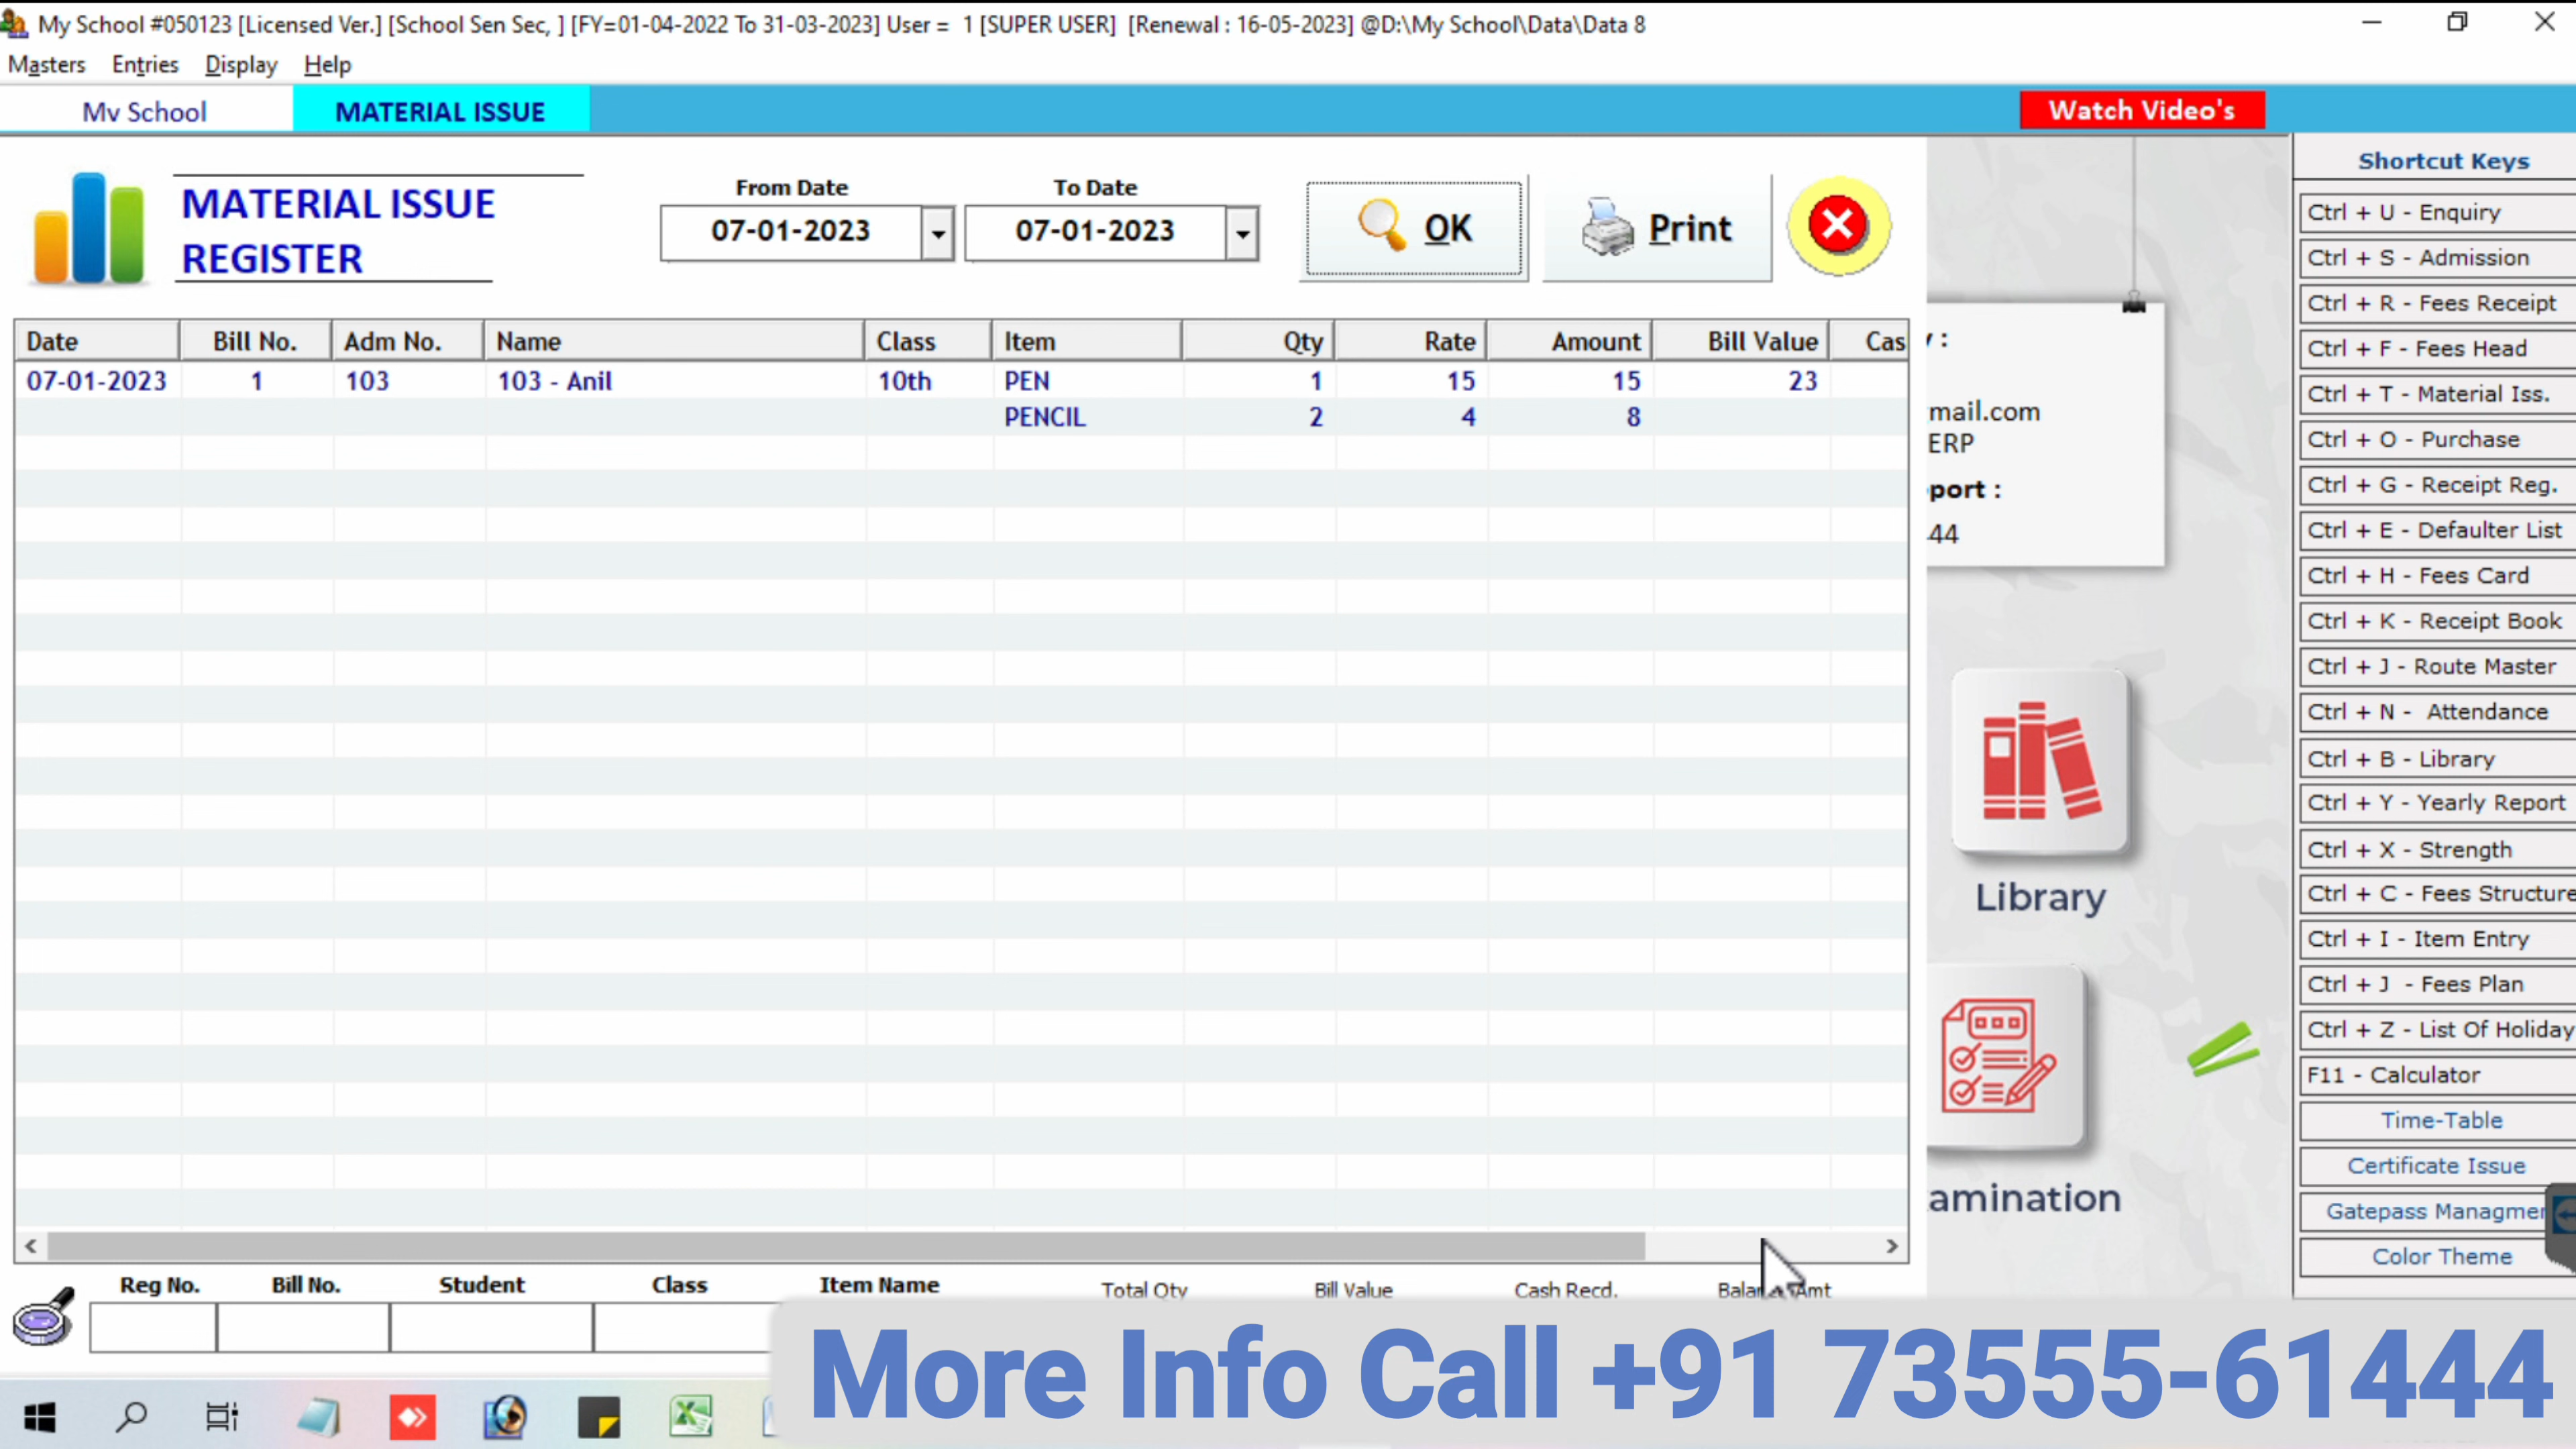 My School #050123 [Licensed Ver.] [School Sen Sec, ] [FY=01-04-2022 To 31-03-2023] User = 1 [SUPER USER] [Renewal : 16-05-2023] @D:\My School\Data\Data 8
Masters Entries Display Help
My School MATERIAL ISSUE Watch Video's
MATERIAL ISSUE
REGISTER
From Date To Date
07-01-2023 07-01-2023
OK Print
Date Bill No. Adm No. Name Class Item Qty Rate Amount Bill Value Cas
07-01-2023 1 103 103 - Anil 10th PEN 1 15 15 23
PENCIL 2 4 8
mail.com
ERP
port :
44
Library
amination
Shortcut Keys
Ctrl + U - Enquiry
Ctrl + S - Admission
Ctrl + R - Fees Receipt
Ctrl + F - Fees Head
Ctrl + T - Material Iss.
Ctrl + O - Purchase
Ctrl + G - Receipt Reg.
Ctrl + E - Defaulter List
Ctrl + H - Fees Card
Ctrl + K - Receipt Book
Ctrl + J - Route Master
Ctrl + N - Attendance
Ctrl + B - Library
Ctrl + Y - Yearly Report
Ctrl + X - Strength
Ctrl + C - Fees Structure
Ctrl + I - Item Entry
Ctrl + J - Fees Plan
Ctrl + Z - List Of Holiday
F11 - Calculator
Time-Table
Certificate Issue
Gatepass Managmer
Color Theme
Reg No. Bill No. Student Class Item Name Total Qty Bill Value Cash Recd. Balan Amt
More Info Call +91 73555-61444